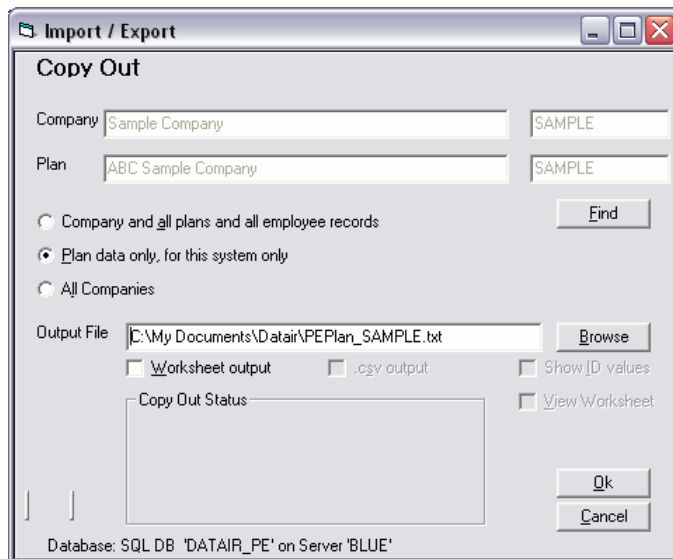 Import / Export
Copy Out
Company Sample Company SAMPLE
Plan ABC Sample Company SAMPLE
Find
Company and all plans and all employee records
Plan data only, for this system only
All Companies
Output File C:\My Documents\Datair\PEPlan_SAMPLE.txt Browse
Worksheet output .csv output Show ID values
Copy Out Status View Worksheet
Ok
Cancel
Database: SQL DB 'DATAIR_PE' on Server 'BLUE'